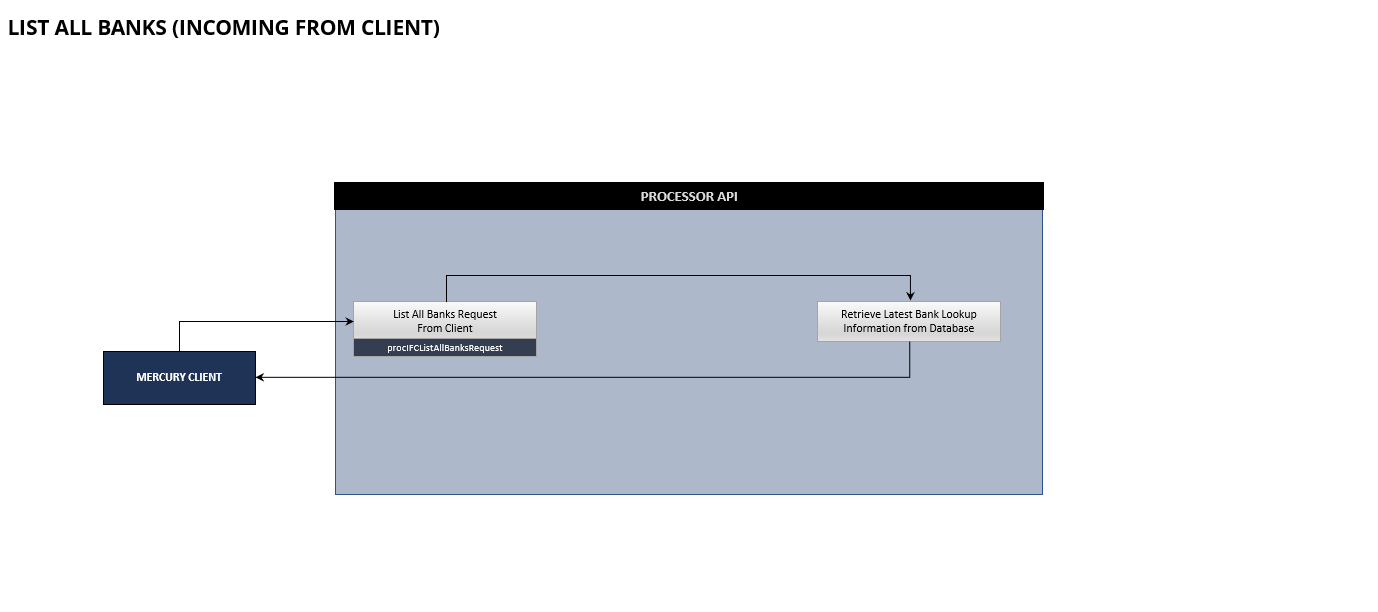 LIST ALL BANKS (INCOMING FROM CLIENT)
PROCESSOR API
List All Banks Request
From Client
procIFCListAllBanksRequest
Retrieve Latest Bank Lookup
Information from Database
MERCURY CLIENT